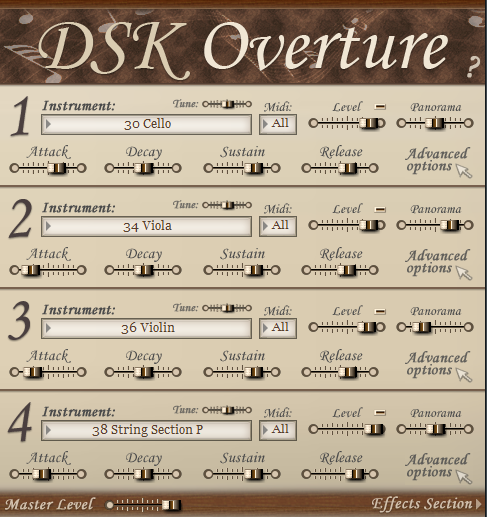 DSK Overture
?
1 Instrument: Tune: Midi: Level Panorama
30 Cello All
Attack Decay Sustain Release Advanced options
2 Instrument: Tune: Midi: Level Panorama
34 Viola All
Attack Decay Sustain Release Advanced options
3 Instrument: Tune: Midi: Level Panorama
36 Violin All
Attack Decay Sustain Release Advanced options
4 Instrument: Tune: Midi: Level Panorama
38 String Section P All
Attack Decay Sustain Release Advanced options
Master Level Effects Section